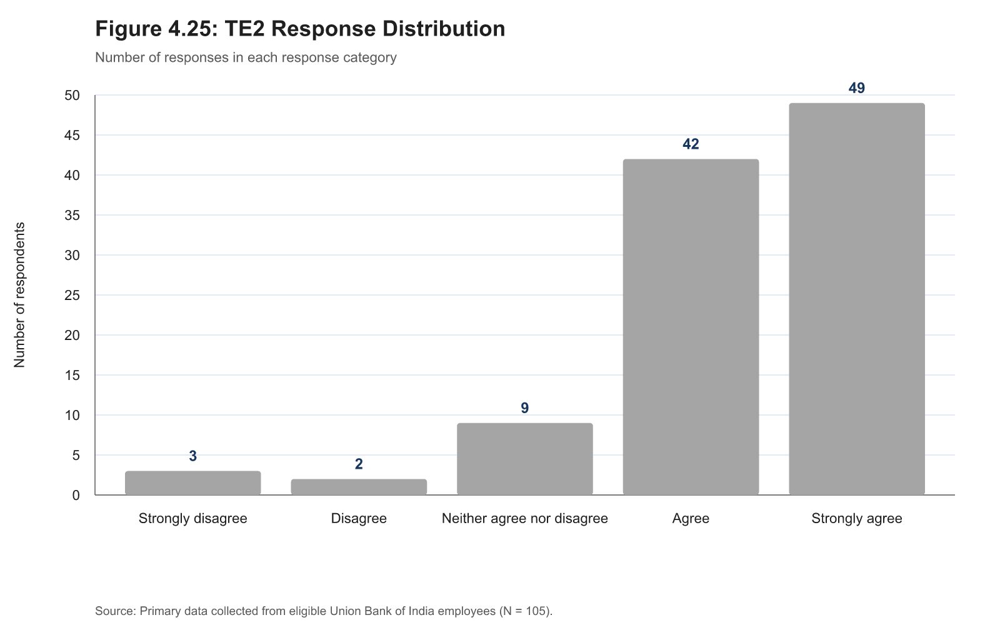 Figure 4.25: TE2 Response Distribution
Number of responses in each response category
Number of respondents
50
45
40
35
30
25
20
15
10
5
0
3
2
9
42
49
Strongly disagree
Disagree
Neither agree nor disagree
Agree
Strongly agree
Source: Primary data collected from eligible Union Bank of India employees (N = 105).